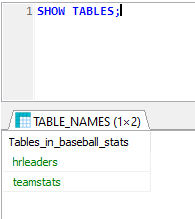 1 SHOW TABLES;
TABLE_NAMES (1×2)
Tables_in_baseball_stats
hrleaders
teamstats